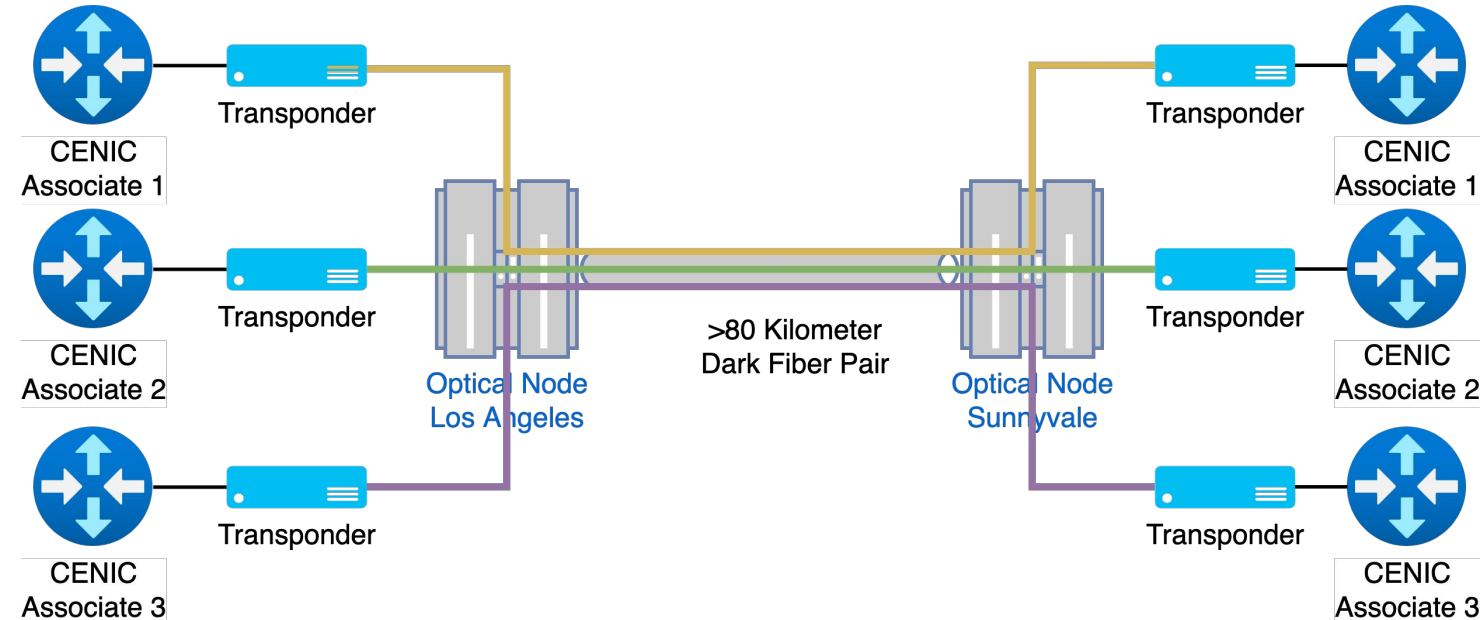 Transponder
CENIC
Associate 1
Transponder
CENIC
Associate 1
Transponder
CENIC
Associate 2
>80 Kilometer
Dark Fiber Pair
Transponder
CENIC
Associate 2
Optical Node
Los Angeles
Optical Node
Sunnyvale
Transponder
CENIC
Associate 3
Transponder
CENIC
Associate 3